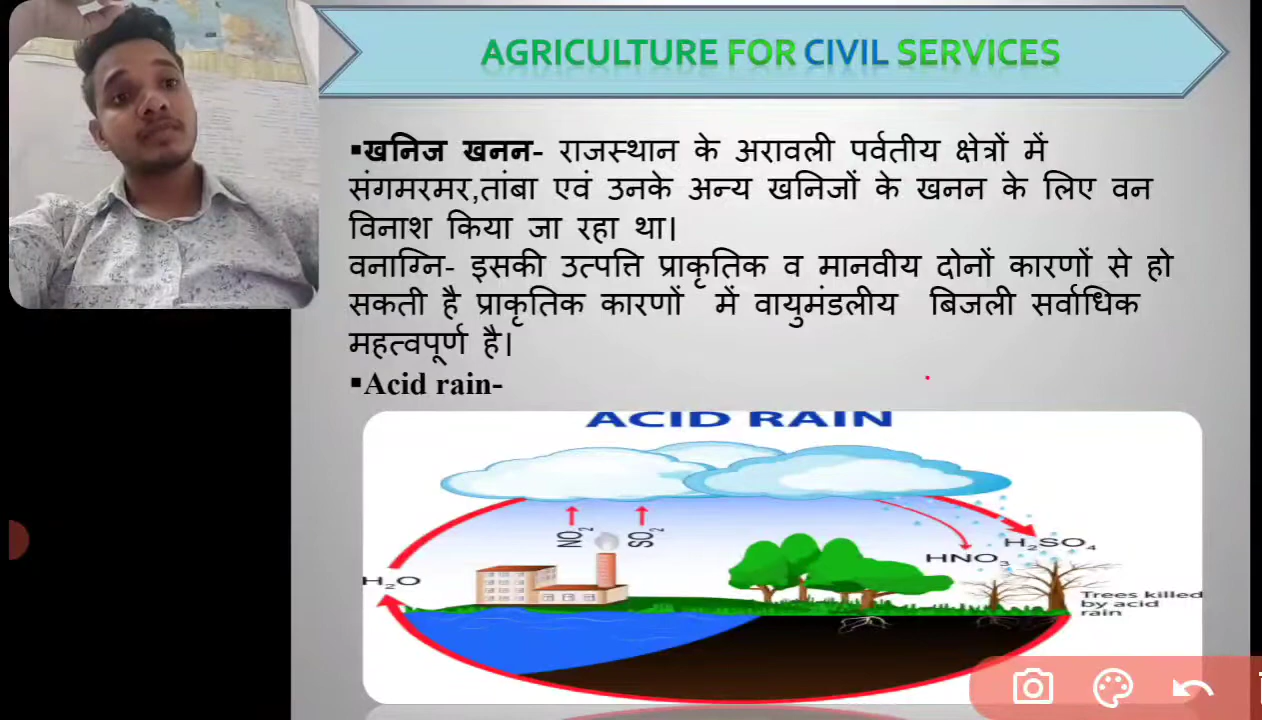 AGRICULTURE FOR CIVIL SERVICES
▪खनिज खनन- राजस्थान के अरावली पर्वतीय क्षेत्रों में
संगमरमर,तांबा एवं उनके अन्य खनिजों के खनन के लिए वन
विनाश किया जा रहा था।
वनाग्नि- इसकी उत्पत्ति प्राकृतिक व मानवीय दोनों कारणों से हो
सकती है प्राकृतिक कारणों में वायुमंडलीय बिजली सर्वाधिक
महत्वपूर्ण है।
▪Acid rain-
ACID RAIN
NO₂
SO₂
H₂O
HNO₃
H₂SO₄
Trees killed
by acid
rain